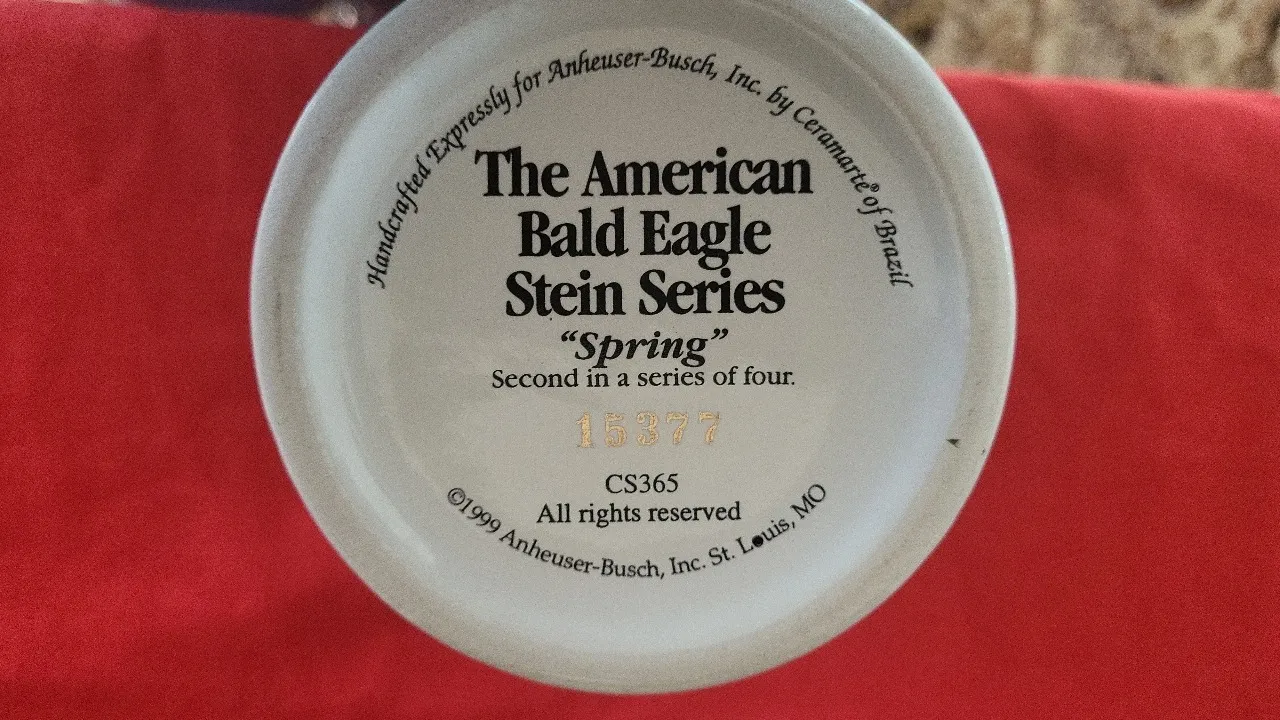 Handcrafted Expressly for Anheuser-Busch, Inc. by Ceramarte® of Brazil
The American
Bald Eagle
Stein Series
“Spring”
Second in a series of four.
15377
CS365
All rights reserved
©1999 Anheuser-Busch, Inc. St. Louis, MO